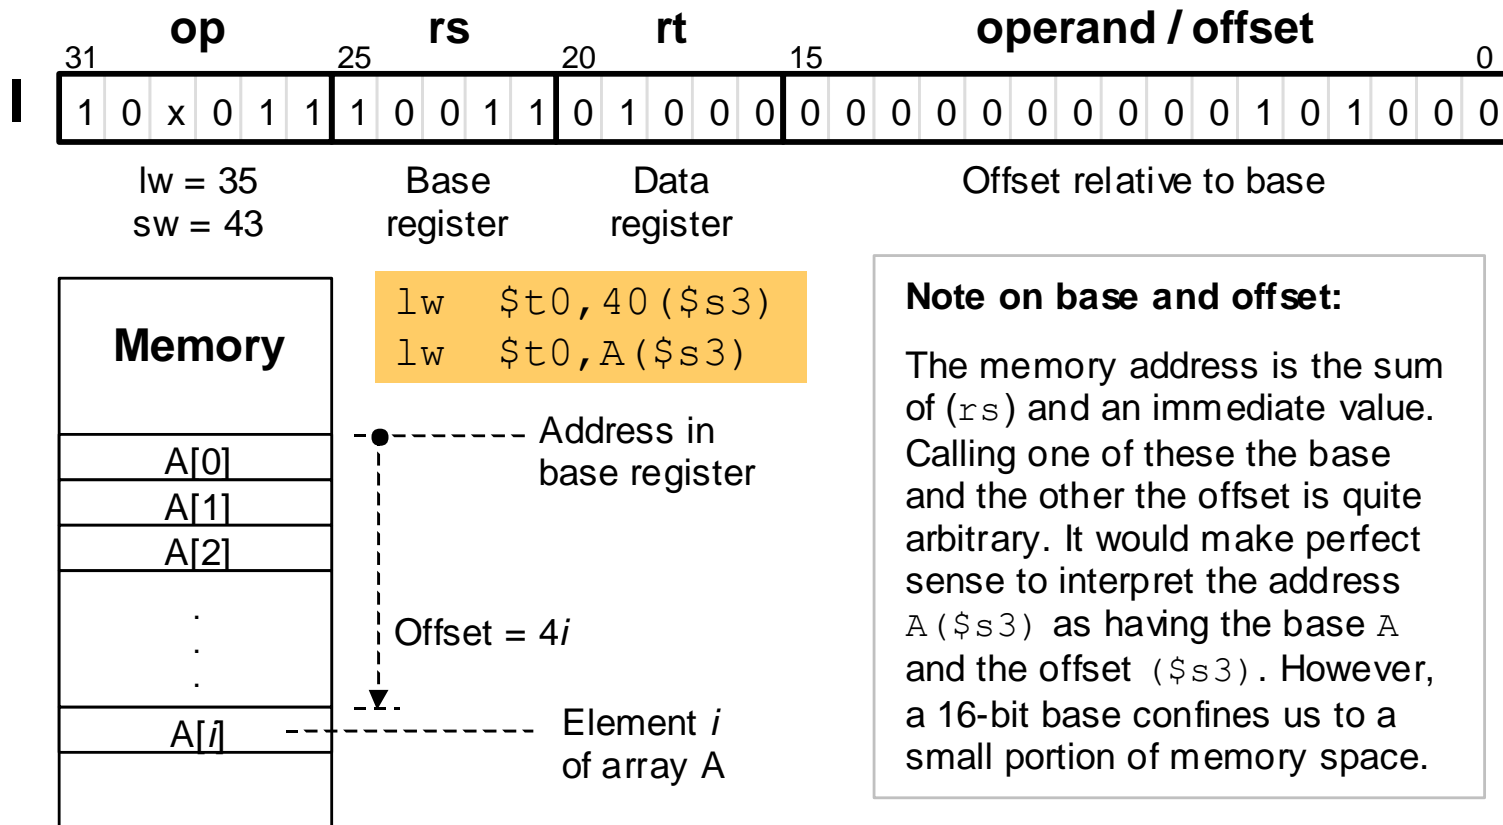 op rs rt operand / offset
31 25 20 15 0
I 1 0 x 0 1 1 1 0 0 1 1 0 1 0 0 0 0 0 0 0 0 0 0 0 0 0 1 0 1 0 0 0
lw = 35
sw = 43
Base
register
Data
register
Offset relative to base
lw $t0,40($s3)
lw $t0,A($s3)
Memory
A[0]
A[1]
A[2]
.
.
.
A[i]
Address in
base register
Offset = 4i
Element i
of array A
Note on base and offset:
The memory address is the sum
of (rs) and an immediate value.
Calling one of these the base
and the other the offset is quite
arbitrary. It would make perfect
sense to interpret the address
A($s3) as having the base A
and the offset ($s3). However,
a 16-bit base confines us to a
small portion of memory space.